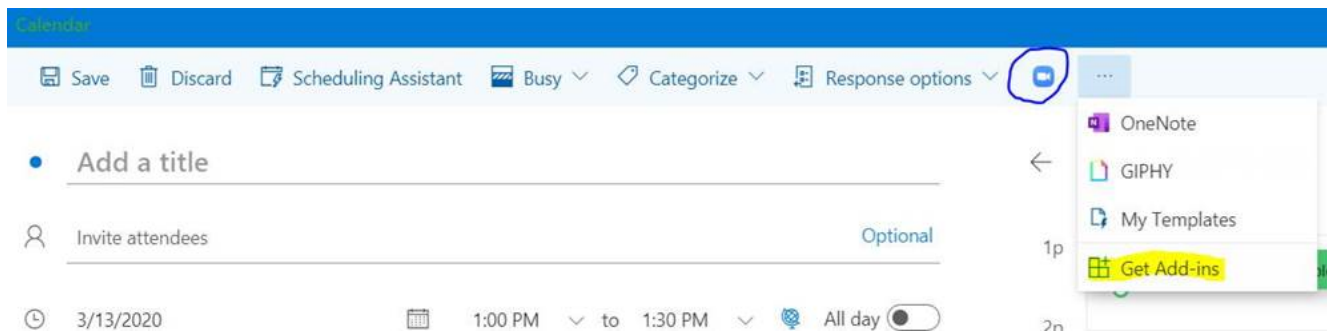 Calendar
Save Discard Scheduling Assistant Busy Categorize Response options ...
OneNote
Add a title
GIPHY
My Templates
Invite attendees Optional
1p
Get Add-ins
3/13/2020 1:00 PM to 1:30 PM All day
2p